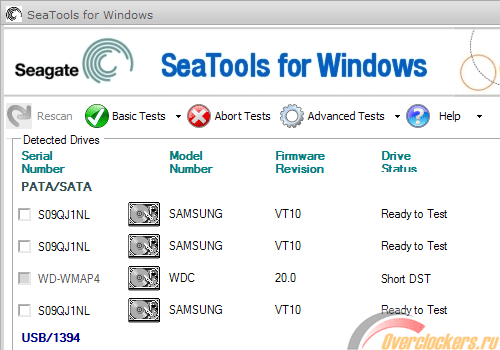 SeaTools for Windows
Seagate SeaTools for Windows
Rescan Basic Tests Abort Tests Advanced Tests Help
Detected Drives
Serial Number Model Number Firmware Revision Drive Status
PATA/SATA
S09QJ1NL SAMSUNG VT10 Ready to Test
S09QJ1NL SAMSUNG VT10 Ready to Test
WD-WMAP4 WDC 20.0 Short DST
S09QJ1NL SAMSUNG VT10 Ready to Test
USB/1394
Overclockers.ru